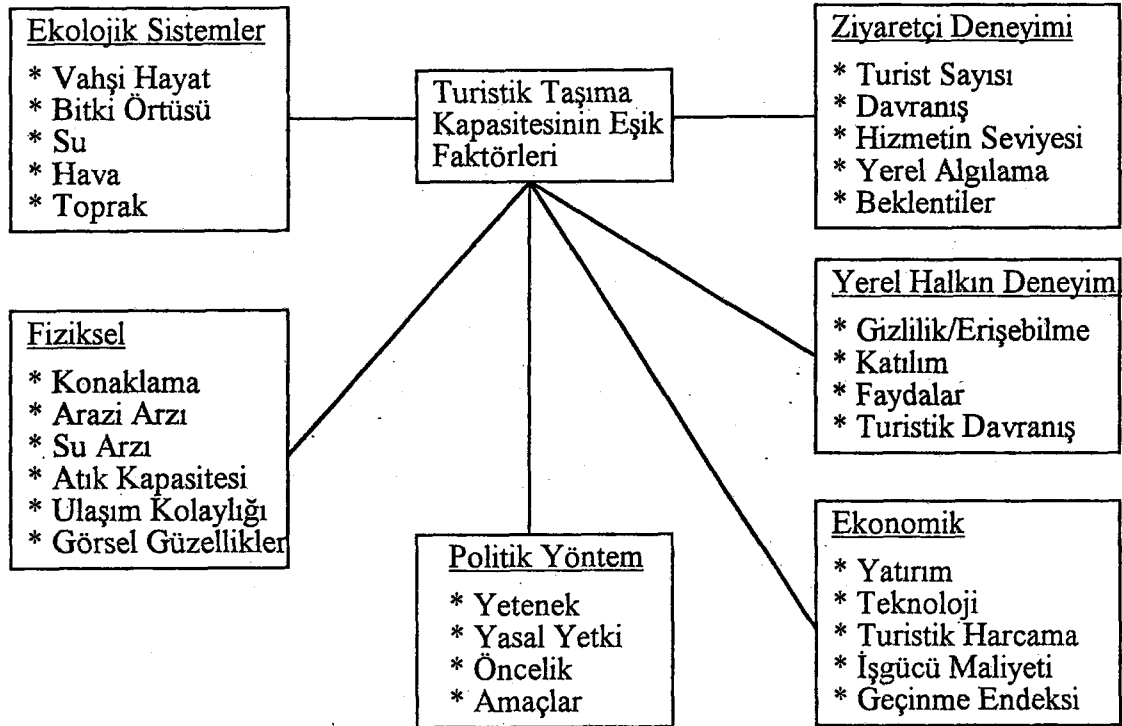 Ekolojik Sistemler
* Vahşi Hayat
* Bitki Örtüsü
* Su
* Hava
* Toprak
Turistik Taşıma
Kapasitesinin Eşik
Faktörleri
Ziyaretçi Deneyimi
* Turist Sayısı
* Davranış
* Hizmetin Seviyesi
* Yerel Algılama
* Beklentiler
Yerel Halkın Deneyim
* Gizlilik/Erişebilme
* Katılım
* Faydalar
* Turistik Davranış
Fiziksel
* Konaklama
* Arazi Arzı
* Su Arzı
* Atık Kapasitesi
* Ulaşım Kolaylığı
* Görsel Güzellikler
Politik Yöntem
* Yetenek
* Yasal Yetki
* Öncelik
* Amaçlar
Ekonomik
* Yatırım
* Teknoloji
* Turistik Harcama
* İşgücü Maliyeti
* Geçinme Endeksi